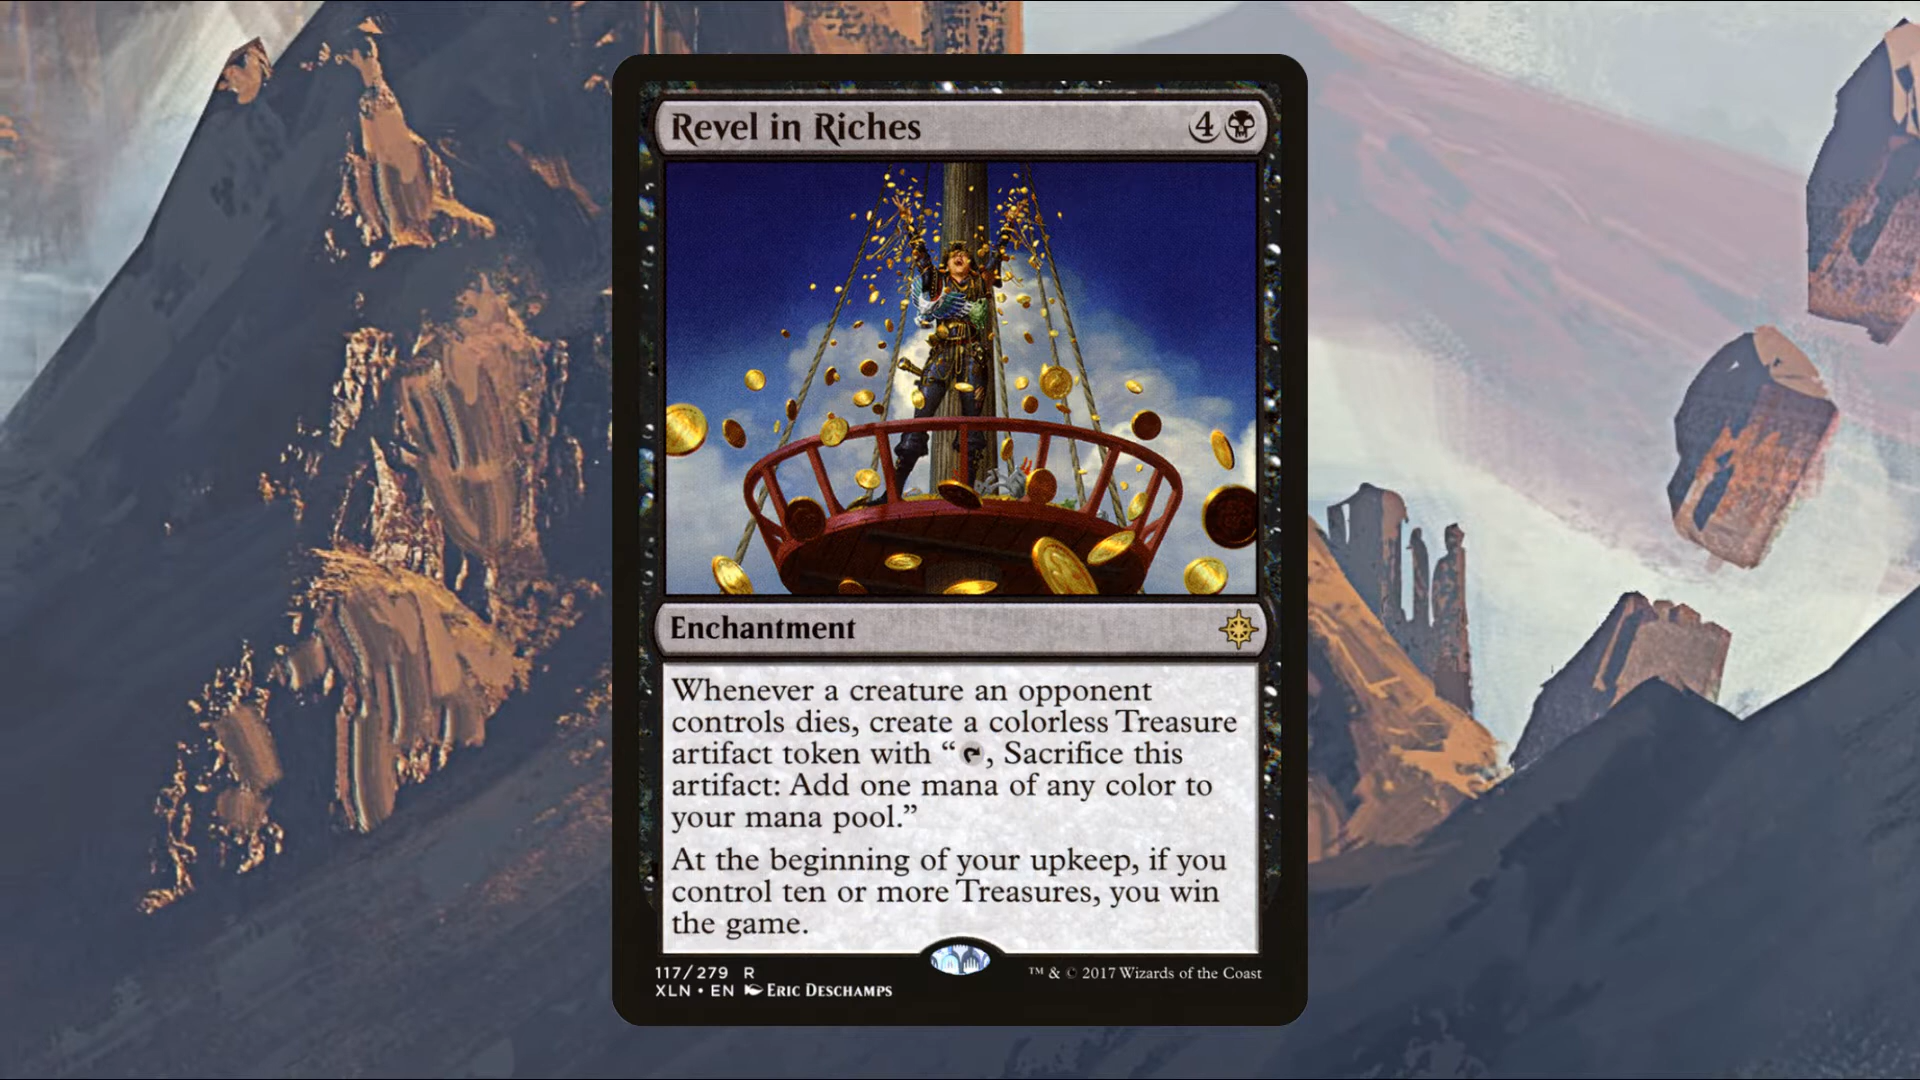 Revel in Riches 4
Enchantment
Whenever a creature an opponent
controls dies, create a colorless Treasure
artifact token with “ , Sacrifice this
artifact: Add one mana of any color to
your mana pool.”
At the beginning of your upkeep, if you
control ten or more Treasures, you win
the game.
117/279 R
XLN • EN Eric Deschamps
™ & © 2017 Wizards of the Coast